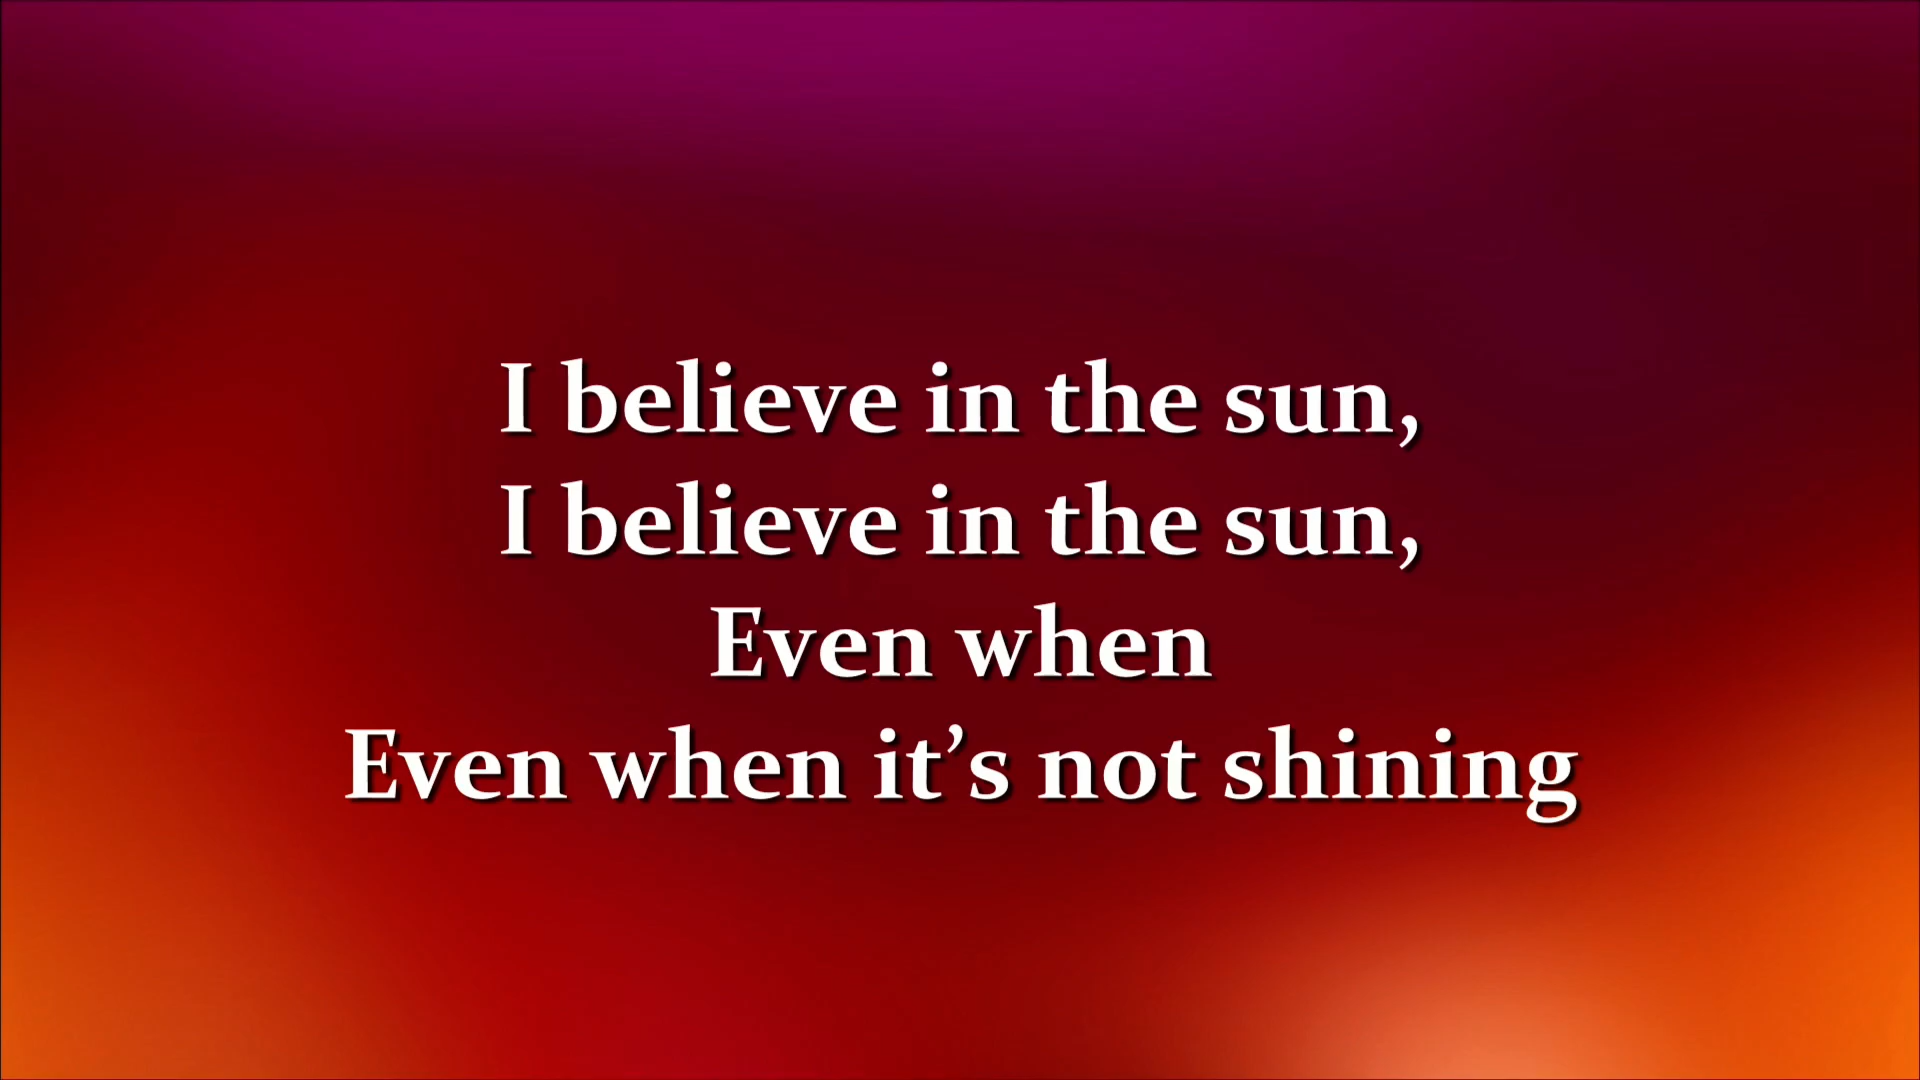 I believe in the sun,
I believe in the sun,
Even when
Even when it’s not shining